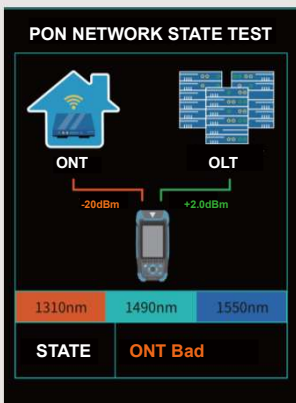 PON NETWORK STATE TEST
ONT OLT
-20dBm +2.0dBm
1310nm 1490nm 1550nm
STATE ONT Bad